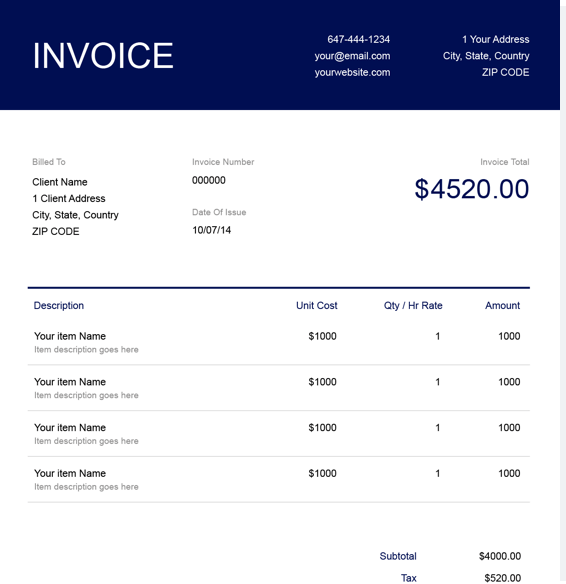 INVOICE
647-444-1234
your@email.com
yourwebsite.com
1 Your Address
City, State, Country
ZIP CODE
Billed To
Client Name
1 Client Address
City, State, Country
ZIP CODE
Invoice Number
000000
Date Of Issue
10/07/14
Invoice Total
$4520.00
Description Unit Cost Qty / Hr Rate Amount
Your item Name $1000 1 1000
Item description goes here
Your item Name $1000 1 1000
Item description goes here
Your item Name $1000 1 1000
Item description goes here
Your item Name $1000 1 1000
Item description goes here
Subtotal $4000.00
Tax $520.00